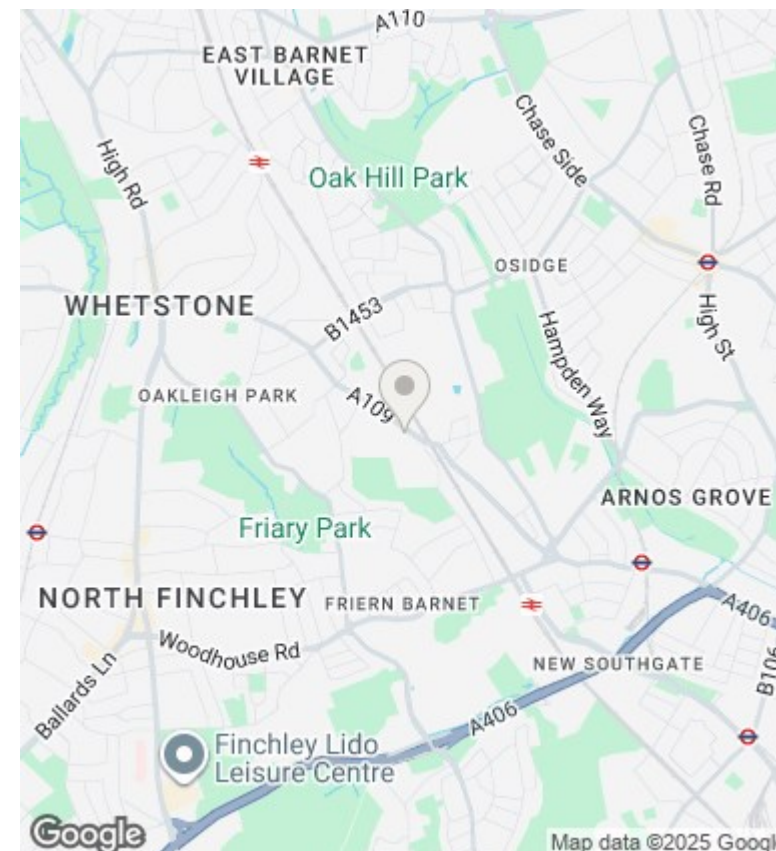 A110
EAST BARNET
VILLAGE
High Rd
Chase Side
Chase Rd
Oak Hill Park
OSIDGE
WHETSTONE
B1453
Hampden Way
High St
OAKLEIGH PARK
A109
ARNOS GROVE
Friary Park
NORTH FINCHLEY
FRIERN BARNET
A406
Woodhouse Rd
NEW SOUTHGATE
B106
Ballards Ln
A406
Finchley Lido
Leisure Centre
Google
Map data ©2025 Googl